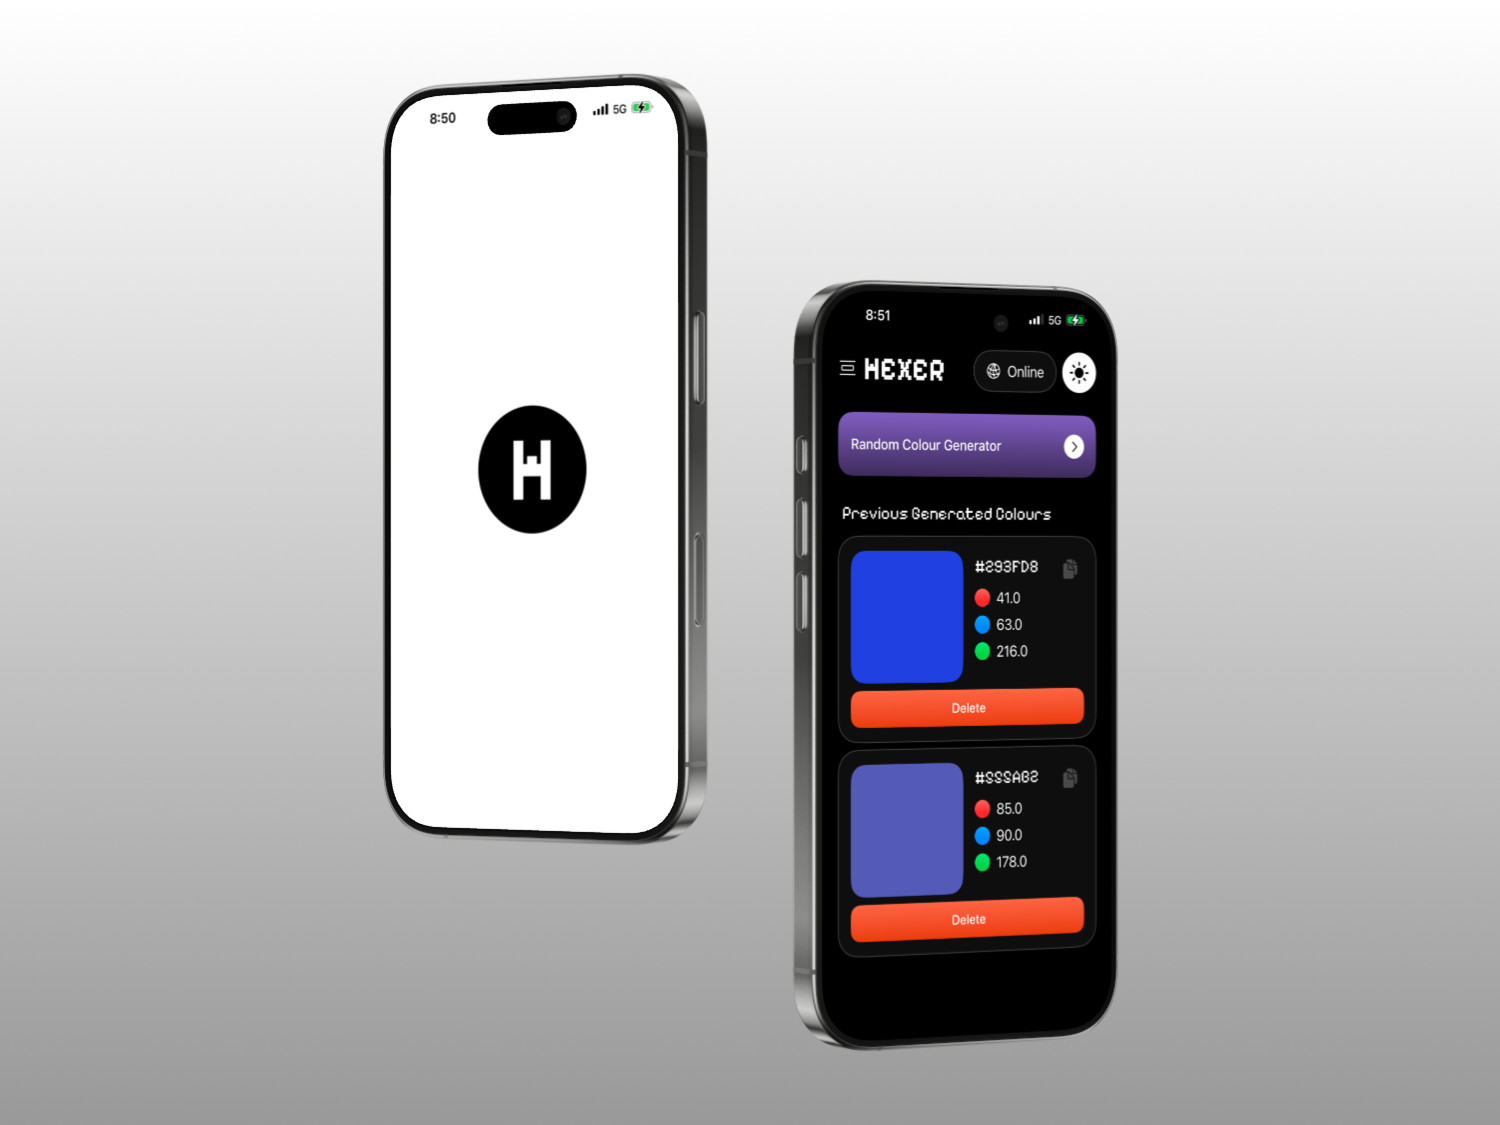 8:50 5G
H
8:51 5G
HEXER Online
Random Colour Generator
Previous Generated Colours
#293FD8
41.0
63.0
216.0
Delete
#555AB2
85.0
90.0
178.0
Delete